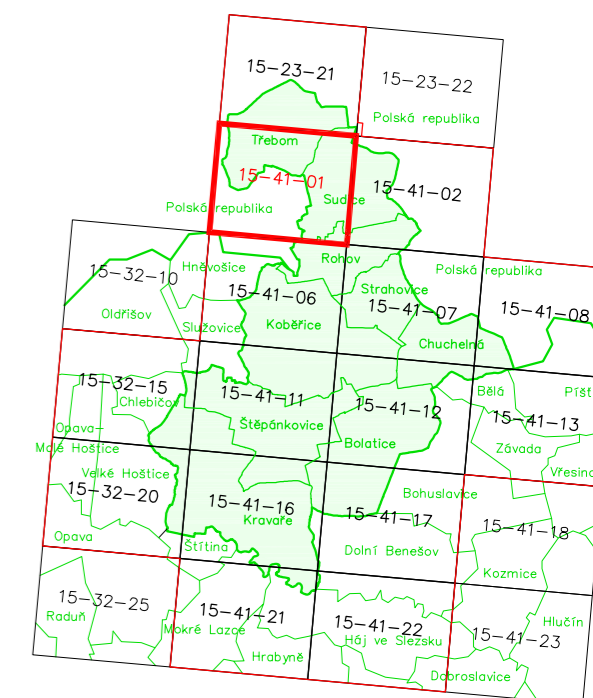 15-23-21
15-23-22
Polská republika
Třebom
15-41-01
15-41-02
Sudice
Polská republika
Rohov
Hněvošice
Polská republika
15-32-10
15-41-06
Strahovice
15-41-07
15-41-08
Oldřišov
Služovice
Koběřice
Chuchelná
15-32-15
Chlebičov
15-41-11
15-41-12
Bělá
Píšť
15-41-13
Štěpánkovice
Opava-
Malé Hoštice
Bolatice
Závada
Velké Hoštice
Vřesina
15-32-20
15-41-16
Bohuslavice
Kravaře
15-41-17
15-41-18
Opava
Štítina
Dolní Benešov
Kozmice
15-32-25
Raduň
15-41-21
Mokré Lazce
15-41-22
Háj ve Slezsku
Hlučín
15-41-23
Hrabyně
Dobroslavice